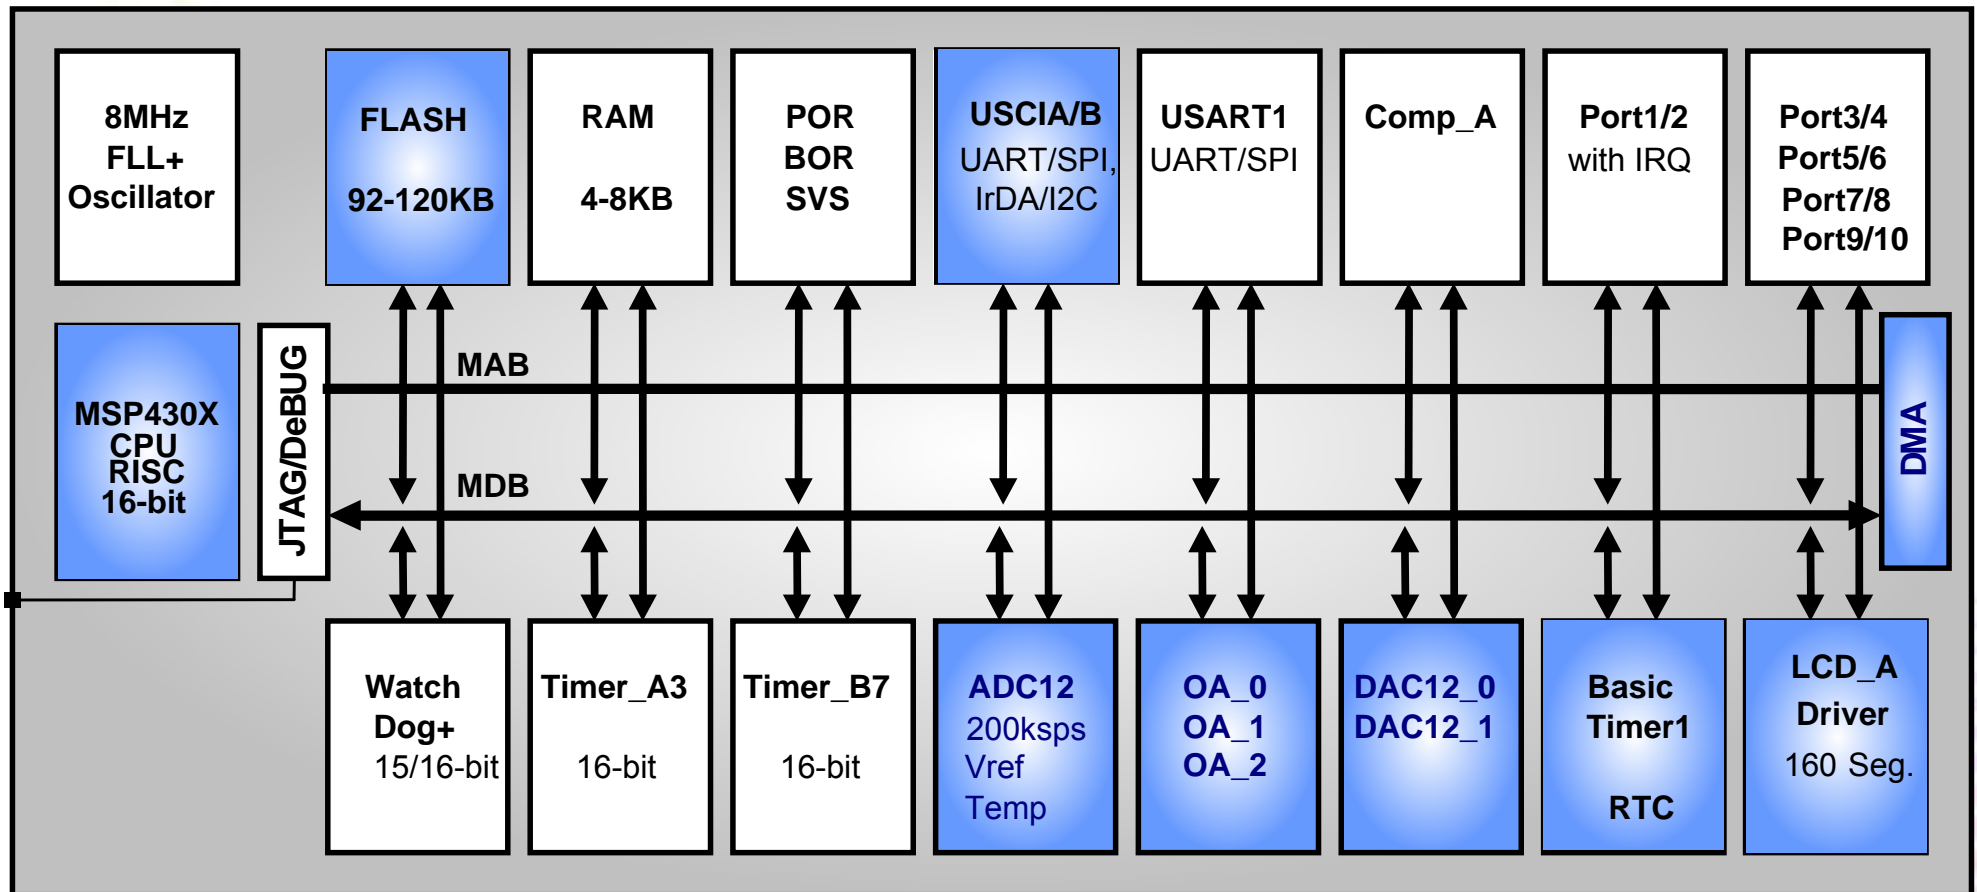 8MHz
FLL+
Oscillator
FLASH
92-120KB
RAM
4-8KB
POR
BOR
SVS
USCIA/B
UART/SPI,
IrDA/I2C
USART1
UART/SPI
Comp_A
Port1/2
with IRQ
Port3/4
Port5/6
Port7/8
Port9/10
MSP430X
CPU
RISC
16-bit
JTAG/DeBUG
MAB
MDB
DMA
Watch
Dog+
15/16-bit
Timer_A3
16-bit
Timer_B7
16-bit
ADC12
200ksps
Vref
Temp
OA_0
OA_1
OA_2
DAC12_0
DAC12_1
Basic
Timer1
RTC
LCD_A
Driver
160 Seg.